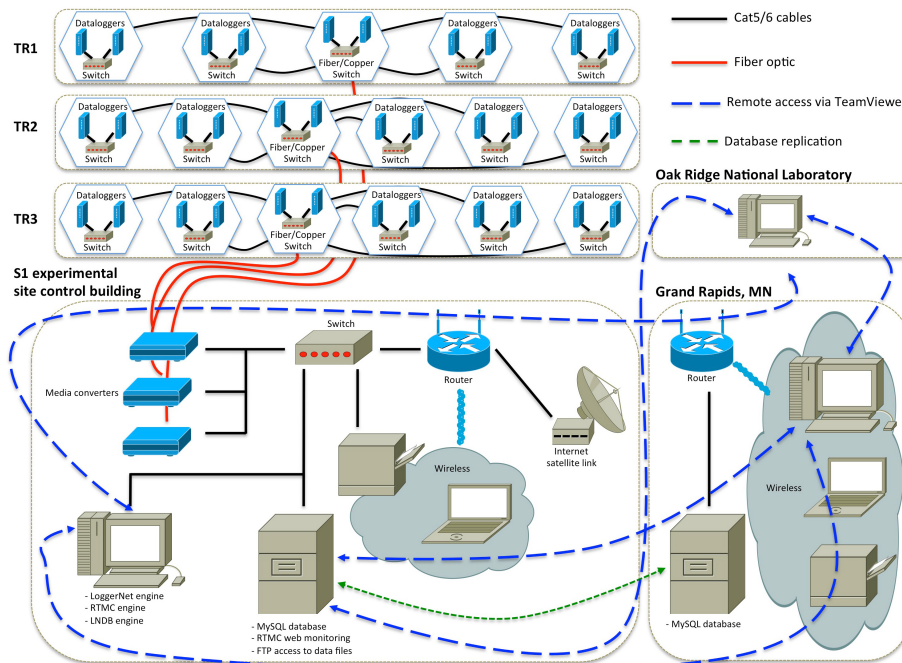 TR1
Dataloggers
Dataloggers
Dataloggers
Dataloggers
Dataloggers
Switch
Switch
Fiber/Copper
Switch
Switch
Switch
TR2
Dataloggers
Dataloggers
Dataloggers
Dataloggers
Dataloggers
Dataloggers
Switch
Switch
Fiber/Copper
Switch
Switch
Switch
Switch
TR3
Dataloggers
Dataloggers
Dataloggers
Dataloggers
Dataloggers
Dataloggers
Switch
Switch
Fiber/Copper
Switch
Switch
Switch
Switch
Cat5/6 cables
Fiber optic
Remote access via TeamViewe
Database replication
Oak Ridge National Laboratory
S1 experimental
site control building
Switch
Router
Media converters
Internet
satellite link
Wireless
- LoggerNet engine
- RTMC engine
- LNDB engine
- MySQL database
- RTMC web monitoring
- FTP access to data files
Grand Rapids, MN
Router
Wireless
- MySQL database